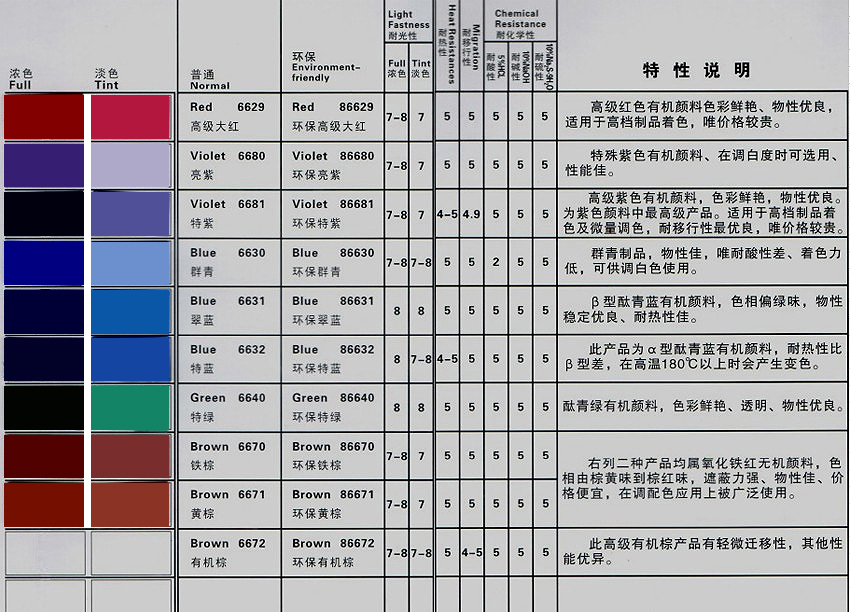 浓色
Full
淡色
Tint
普通
Normal
环保
Environment-
friendly
Light
Fastness
耐光性
Full
浓色
Tint
淡色
Heat Resistances
耐热性
Migration
耐移行性
Chemical
Resistance
耐化学性
5%HCL
耐酸性
10%NaOH
耐碱性
10%Na₂S·9H₂O
耐硫性
特性说明
Red 6629 Red 86629
高级大红 环保高级大红
7-8 7 5 5 5 5 5
高级红色有机颜料色彩鲜艳、物性优良，
适用于高档制品着色，唯价格较贵。
Violet 6680 Violet 86680
亮紫 环保亮紫
7-8 7 5 5 5 5 5
特殊紫色有机颜料、在调白度时可选用、
性能佳。
Violet 6681 Violet 86681
特紫 环保特紫
7-8 7 4-5 4.9 5 5 5
高级紫色有机颜料，色彩鲜艳，物性优良。
为紫色颜料中最高级产品。适用于高档制品着
色及微量调色，耐移行性最优良，唯价格较贵。
Blue 6630 Blue 86630
群青 环保群青
7-8 7-8 5 5 2 5 5
群青制品，物性佳，唯耐酸性差、着色力
低，可供调白色使用。
Blue 6631 Blue 86631
翠蓝 环保翠蓝
8 8 5 5 5 5 5
β型酞青蓝有机颜料，色相偏绿味，物性
稳定优良、耐热性佳。
Blue 6632 Blue 86632
特蓝 环保特蓝
8 7-8 4-5 5 5 5 5
此产品为α型酞青蓝有机颜料，耐热性比
β型差，在高温180℃以上时会产生变色。
Green 6640 Green 86640
特绿 环保特绿
8 8 5 5 5 5 5
酞青绿有机颜料，色彩鲜艳、透明、物性优良。
Brown 6670 Brown 86670
铁棕 环保铁棕
7-8 7 5 5 5 5 5
右列二种产品均属氧化铁红无机颜料，色
相由棕黄味到棕红味，遮蔽力强、物性佳、价
格便宜，在调配色应用上被广泛使用。
Brown 6671 Brown 86671
黄棕 环保黄棕
7-8 7 5 5 5 5 5
Brown 6672 Brown 86672
有机棕 环保有机棕
7-8 7-8 5 4-5 5 5 5
此高级有机棕产品有轻微迁移性，其他性
能优异。